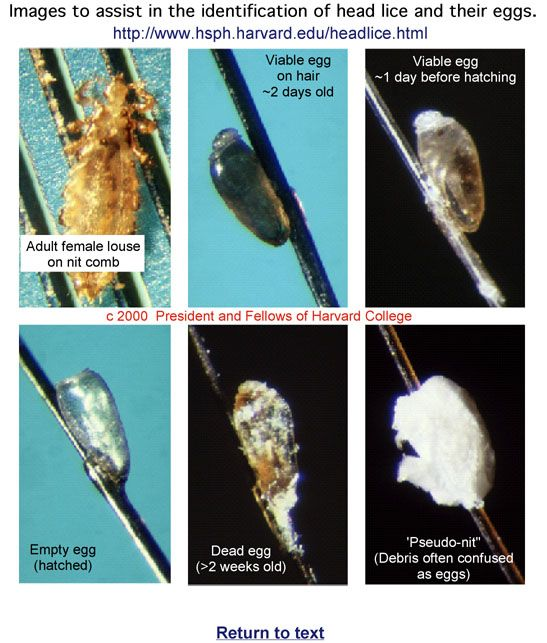 Images to assist in the identification of head lice and their eggs.
http://www.hsph.harvard.edu/headlice.html
Viable egg
on hair
~2 days old
Viable egg
~1 day before hatching
Adult female louse
on nit comb
c 2000  President and Fellows of Harvard College
Empty egg
(hatched)
Dead egg
(>2 weeks old)
'Pseudo-nit"
(Debris often confused
as eggs)
Return to text